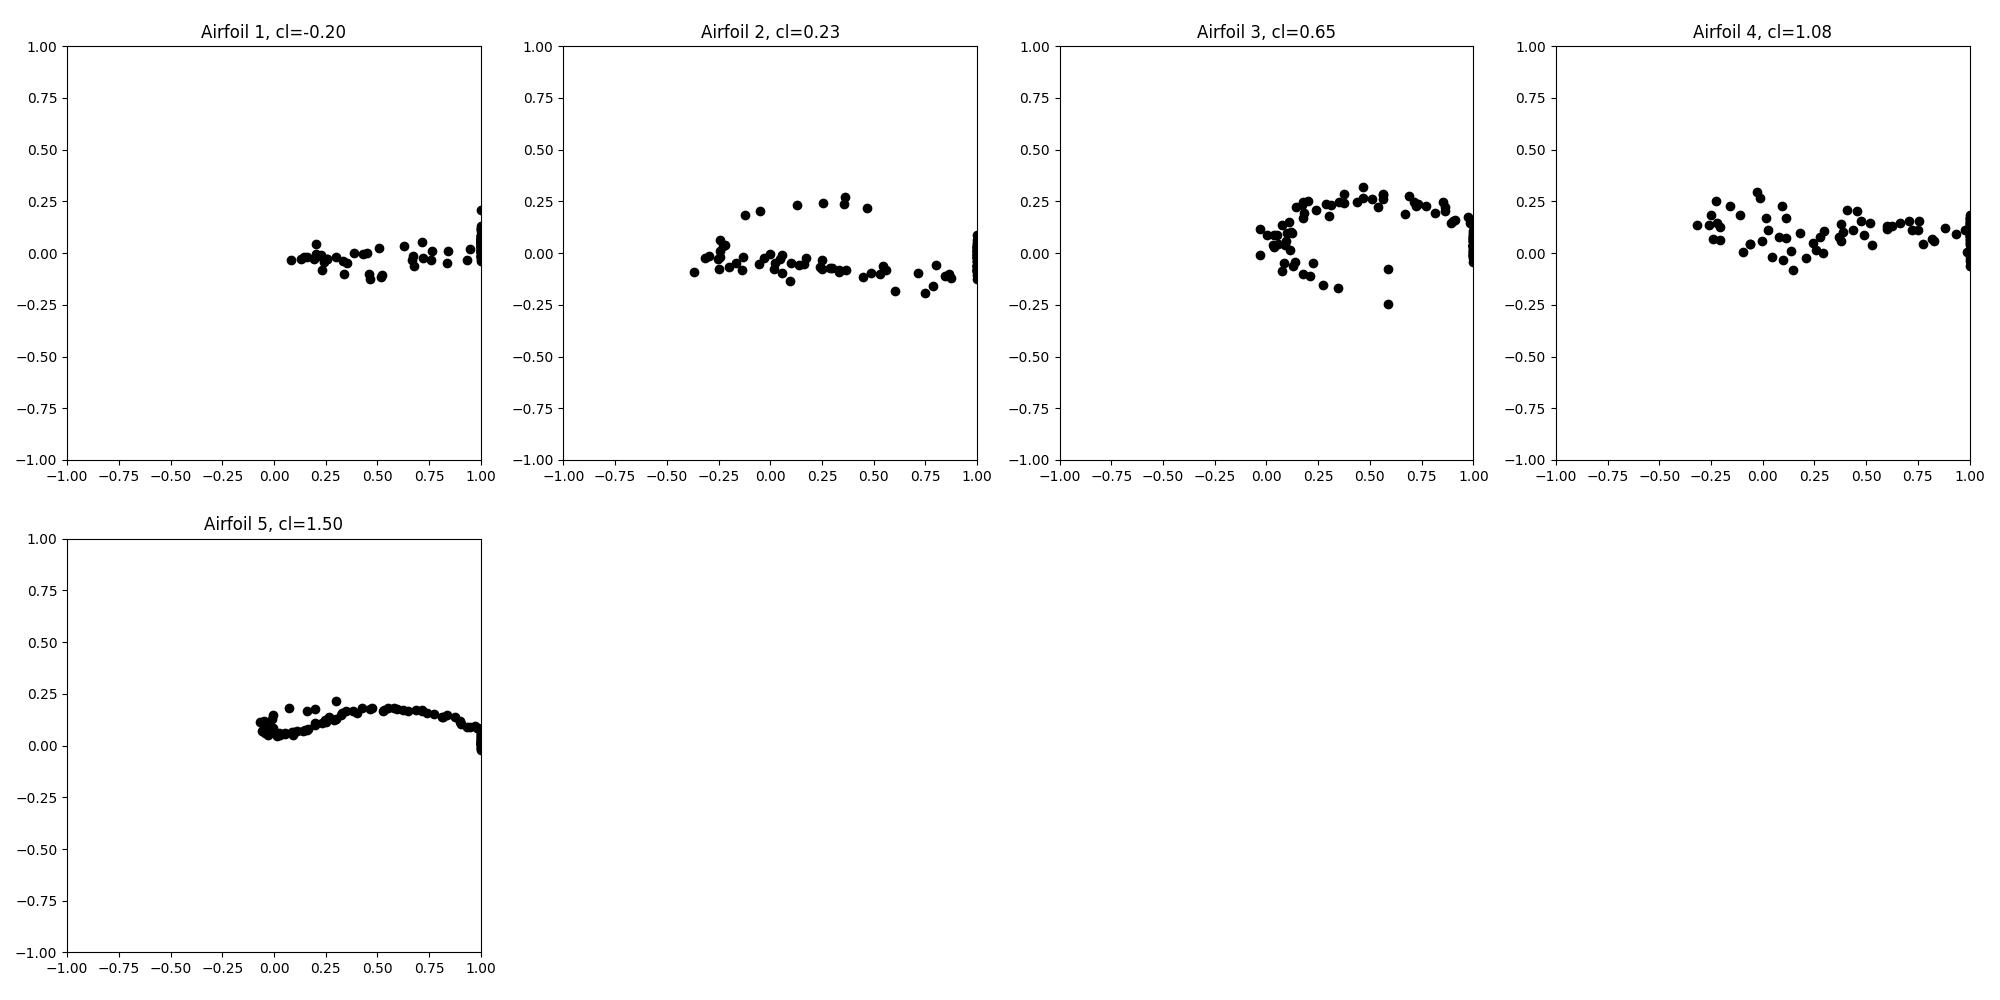 Airfoil 1, cl=-0.20
Airfoil 2, cl=0.23
Airfoil 3, cl=0.65
Airfoil 4, cl=1.08
1.00 1.00 1.00 1.00
0.75 0.75 0.75 0.75
0.50 0.50 0.50 0.50
0.25 0.25 0.25 0.25
0.00 0.00 0.00 0.00
−0.25 −0.25 −0.25 −0.25
−0.50 −0.50 −0.50 −0.50
−0.75 −0.75 −0.75 −0.75
−1.00 −1.00 −1.00 −1.00
−1.00 −0.75 −0.50 −0.25 0.00 0.25 0.50 0.75 1.00
−1.00 −0.75 −0.50 −0.25 0.00 0.25 0.50 0.75 1.00
−1.00 −0.75 −0.50 −0.25 0.00 0.25 0.50 0.75 1.00
−1.00 −0.75 −0.50 −0.25 0.00 0.25 0.50 0.75 1.00
Airfoil 5, cl=1.50
1.00
0.75
0.50
0.25
0.00
−0.25
−0.50
−0.75
−1.00
−1.00 −0.75 −0.50 −0.25 0.00 0.25 0.50 0.75 1.00